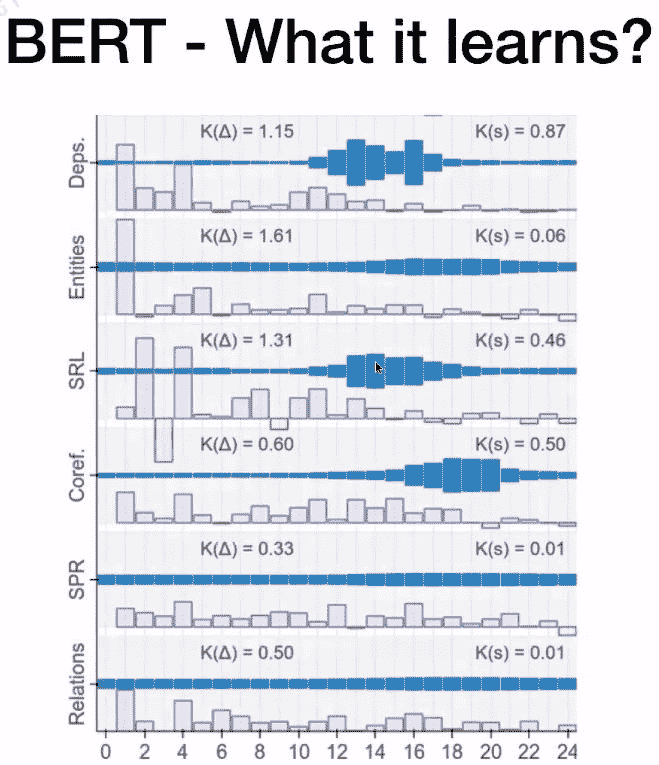 BERT - What it learns?
Deps.
K(Δ) = 1.15
K(s) = 0.87
Entities
K(Δ) = 1.61
K(s) = 0.06
SRL
K(Δ) = 1.31
K(s) = 0.46
Coref.
K(Δ) = 0.60
K(s) = 0.50
SPR
K(Δ) = 0.33
K(s) = 0.01
Relations
K(Δ) = 0.50
K(s) = 0.01
0 2 4 6 8 10 12 14 16 18 20 22 24